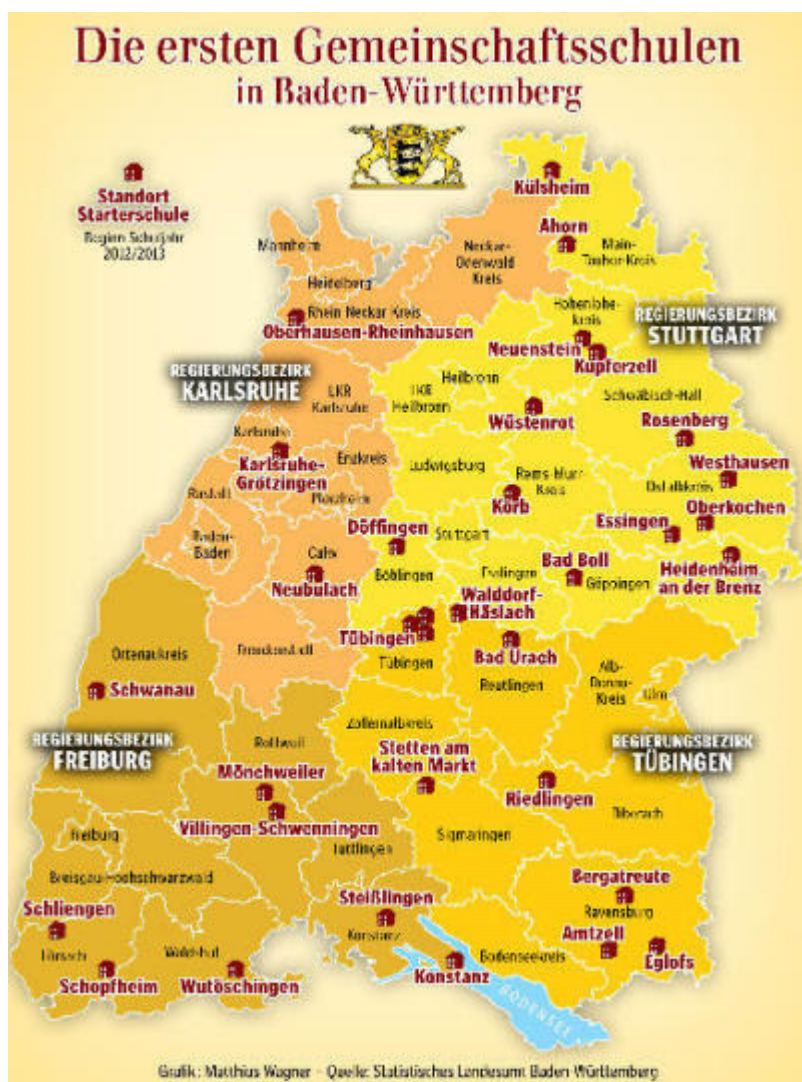 Die ersten Gemeinschaftsschulen
in Baden-Württemberg
Standort
Starterschule
Beginn Schuljahr
2012/2013
Külsheim
Ahorn
Main-
Tauber-Kreis
Mannheim
Neckar-
Odenwald
Kreis
Heidelberg
Rhein Neckar Kreis
Oberhausen-Rheinhausen
Hohenlohe-
kreis
REGIERUNGSBEZIRK
STUTTGART
Neuenstein
Kupferzell
REGIERUNGSBEZIRK
KARLSRUHE
Heilbronn
LKR
Karlsruhe
LKR
Heilbronn
Schwäbisch-Hall
Wüstenrot
Rosenberg
Karlsruhe
Karlsruhe-
Grötzingen
Enzkreis
Ludwigsburg
Westhausen
Rems-Murr
Kreis
Ostalbkreis
Rastatt
Pforzheim
Korb
Oberkochen
Essingen
Döffingen
Stuttgart
Baden-
Baden
Calw
Neubulach
Böblingen
Esslingen
Bad Boll
Göppingen
Heidenheim
an der Brenz
Walddorf-
Häslach
Tübingen
Tübingen
Bad Urach
Reutlingen
Ortenaukreis
Freudenstadt
Alb-
Donau-
Kreis
Ulm
Schwanau
Zollernalbkreis
REGIERUNGSBEZIRK
FREIBURG
Rottweil
REGIERUNGSBEZIRK
TÜBINGEN
Mönchweiler
Stetten am
kalten Markt
Riedlingen
Villingen-Schwenningen
Biberach
Freiburg
Tuttlingen
Sigmaringen
Breisgau-Hochschwarzwald
Bergatreute
Schliengen
Steißlingen
Ravensburg
Konstanz
Amtzell
Lörrach
Waldshut
Bodenseekreis
Eglofs
Schopfheim
Wutöschingen
Konstanz
BODENSEE
Grafik: Matthias Wagner - Quelle: Statistisches Landesamt Baden Württemberg